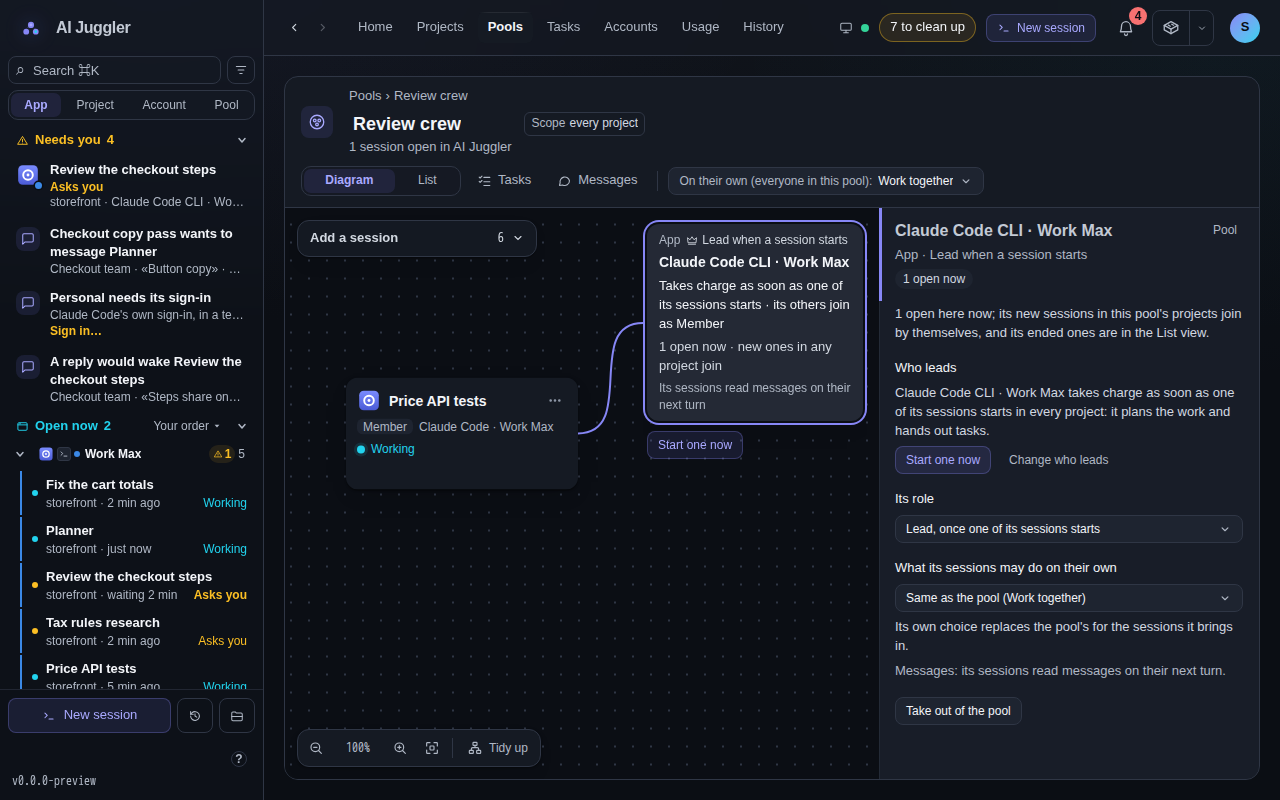 AI Juggler
Search ⌘K
App
Project
Account
Pool
Needs you 4
Review the checkout steps
Asks you
storefront · Claude Code CLI · Wo…
Checkout copy pass wants to
message Planner
Checkout team · «Button copy» · …
Personal needs its sign-in
Claude Code's own sign-in, in a te…
Sign in…
A reply would wake Review the
checkout steps
Checkout team · «Steps share on…
Open now 2
Your order
Work Max
1
5
Fix the cart totals
storefront · 2 min ago
Working
Planner
storefront · just now
Working
Review the checkout steps
storefront · waiting 2 min
Asks you
Tax rules research
storefront · 2 min ago
Asks you
Price API tests
storefront · 5 min ago
Working
New session
?
v0.0.0-preview
Home
Projects
Pools
Tasks
Accounts
Usage
History
7 to clean up
New session
4
S
Pools › Review crew
Review crew
Scope every project
1 session open in AI Juggler
Diagram
List
Tasks
Messages
On their own (everyone in this pool): Work together
Add a session
6
App
Lead when a session starts
Claude Code CLI · Work Max
Takes charge as soon as one of
its sessions starts · its others join
as Member
1 open now · new ones in any
project join
Its sessions read messages on their
next turn
Start one now
Price API tests
Member
Claude Code · Work Max
Working
100%
Tidy up
Claude Code CLI · Work Max
Pool
App · Lead when a session starts
1 open now
1 open here now; its new sessions in this pool's projects join
by themselves, and its ended ones are in the List view.
Who leads
Claude Code CLI · Work Max takes charge as soon as one
of its sessions starts in every project: it plans the work and
hands out tasks.
Start one now
Change who leads
Its role
Lead, once one of its sessions starts
What its sessions may do on their own
Same as the pool (Work together)
Its own choice replaces the pool's for the sessions it brings
in.
Messages: its sessions read messages on their next turn.
Take out of the pool